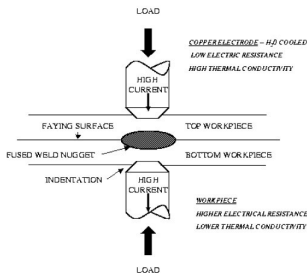 LOAD
COPPER ELECTRODE – H₂O COOLED
LOW ELECTRIC RESISTANCE
HIGH THERMAL CONDUCTIVITY
HIGH
CURRENT
FAYING SURFACE
TOP WORKPIECE
FUSED WELD NUGGET
BOTTOM WORKPIECE
INDENTATION
HIGH
CURRENT
WORKPIECE
HIGHER ELECTRICAL RESISTANCE
LOWER THERMAL CONDUCTIVITY
LOAD